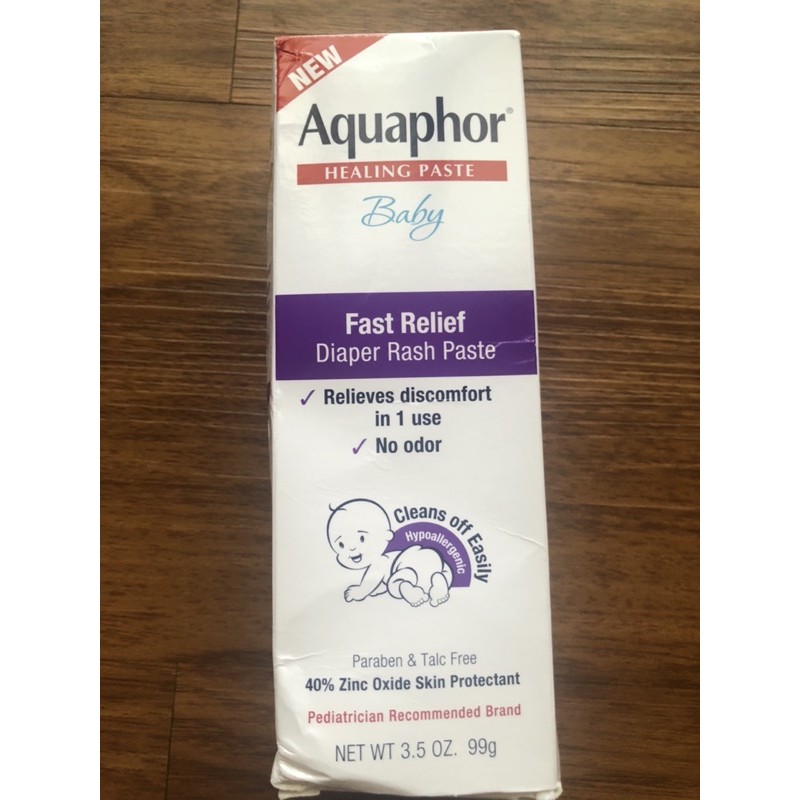 NEW
Aquaphor®
HEALING PASTE
Baby
Fast Relief
Diaper Rash Paste
✓ Relieves discomfort
in 1 use
✓ No odor
Cleans off Easily
Hypoallergenic
Paraben & Talc Free
40% Zinc Oxide Skin Protectant
Pediatrician Recommended Brand
NET WT 3.5 OZ. 99g